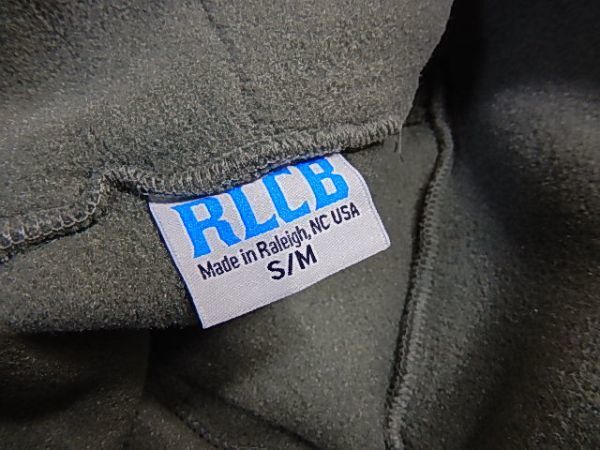 RLCB
Made in Raleigh, NC USA
S/M